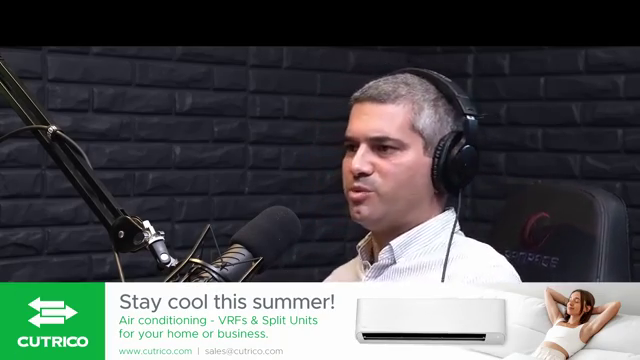 Stay cool this summer!
Air conditioning - VRFs & Split Units
for your home or business.
CUTRICO
www.cutrico.com | sales@cutrico.com